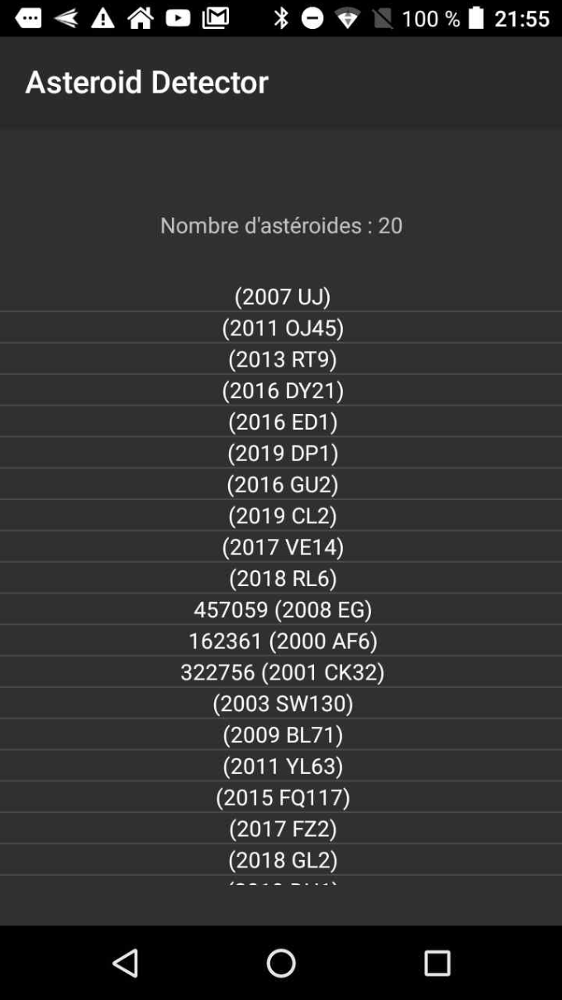 100 % 21:55
Asteroid Detector
Nombre d'astéroides : 20
(2007 UJ)
(2011 OJ45)
(2013 RT9)
(2016 DY21)
(2016 ED1)
(2019 DP1)
(2016 GU2)
(2019 CL2)
(2017 VE14)
(2018 RL6)
457059 (2008 EG)
162361 (2000 AF6)
322756 (2001 CK32)
(2003 SW130)
(2009 BL71)
(2011 YL63)
(2015 FQ117)
(2017 FZ2)
(2018 GL2)